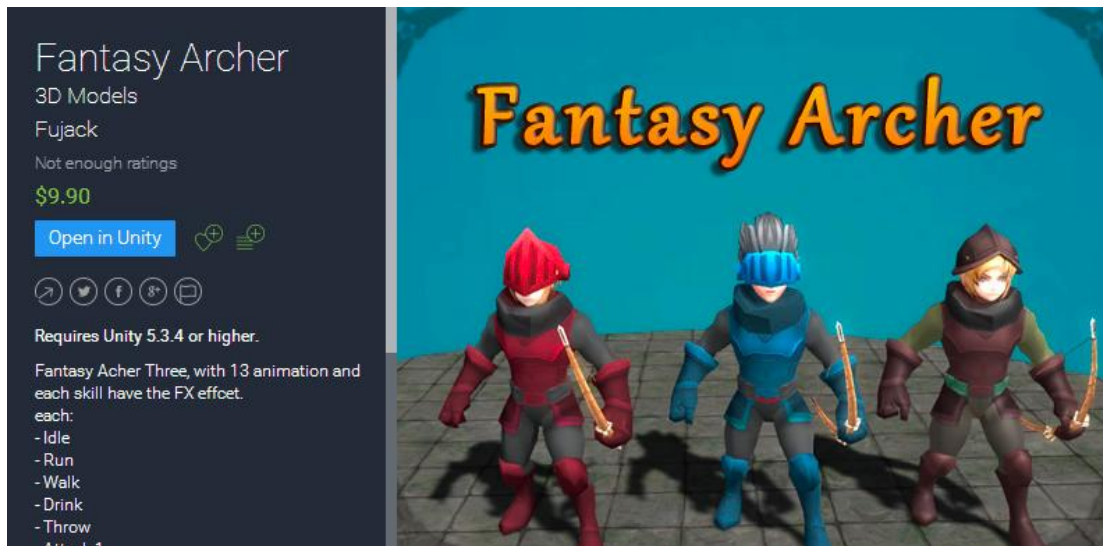 Fantasy Archer
3D Models
Fujack
Not enough ratings
$9.90
Open in Unity
Requires Unity 5.3.4 or higher.
Fantasy Acher Three, with 13 animation and
each skill have the FX effcet.
each:
- Idle
- Run
- Walk
- Drink
- Throw
Fantasy Archer